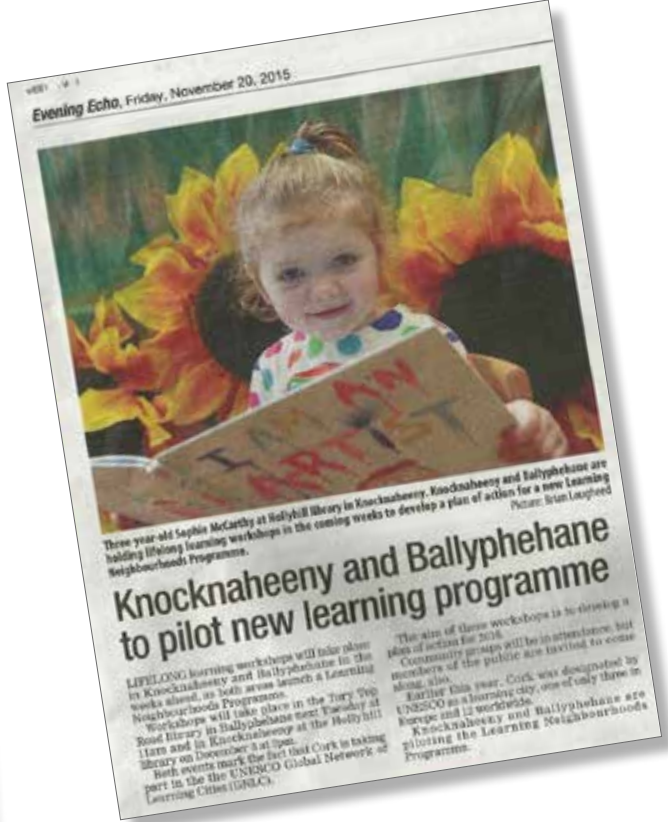 Evening Echo, Friday, November 20, 2015
I AM AN
ARTIST
Three year-old Sophie McCarthy at Hollyhill library in Knocknaheeny. Knocknaheeny and Ballyphehane are
holding lifelong learning workshops in the coming weeks to develop a plan of action for a new Learning
Neighbourhoods Programme.
Picture: Brian Lougheed
Knocknaheeny and Ballyphehane
to pilot new learning programme
LIFELONG learning workshops will take place
in Knocknaheeny and Ballyphehane in the
weeks ahead, as both areas launch a Learning
Neighbourhoods Programme.
Workshops will take place in the Tory Top
Road library in Ballyphehane next Tuesday at
11am and in Knocknaheeny at the Hollyhill
library on December at
Both events mark the fact that Cork is taking
part in the the UNESCO Global Network of
Learning Cities (GNLC).
The aim of these workshops is to develop a
plan of action for 2016.
Community groups will be in attendance, but
members of the public are invited to come
along, also.
Earlier this year, Cork was designated by
UNESCO as a learning city, one of only three in
Europe and 12 worldwide.
Knocknaheeny and Ballyphehane are
piloting the Learning Neighbourhoods
Programme.